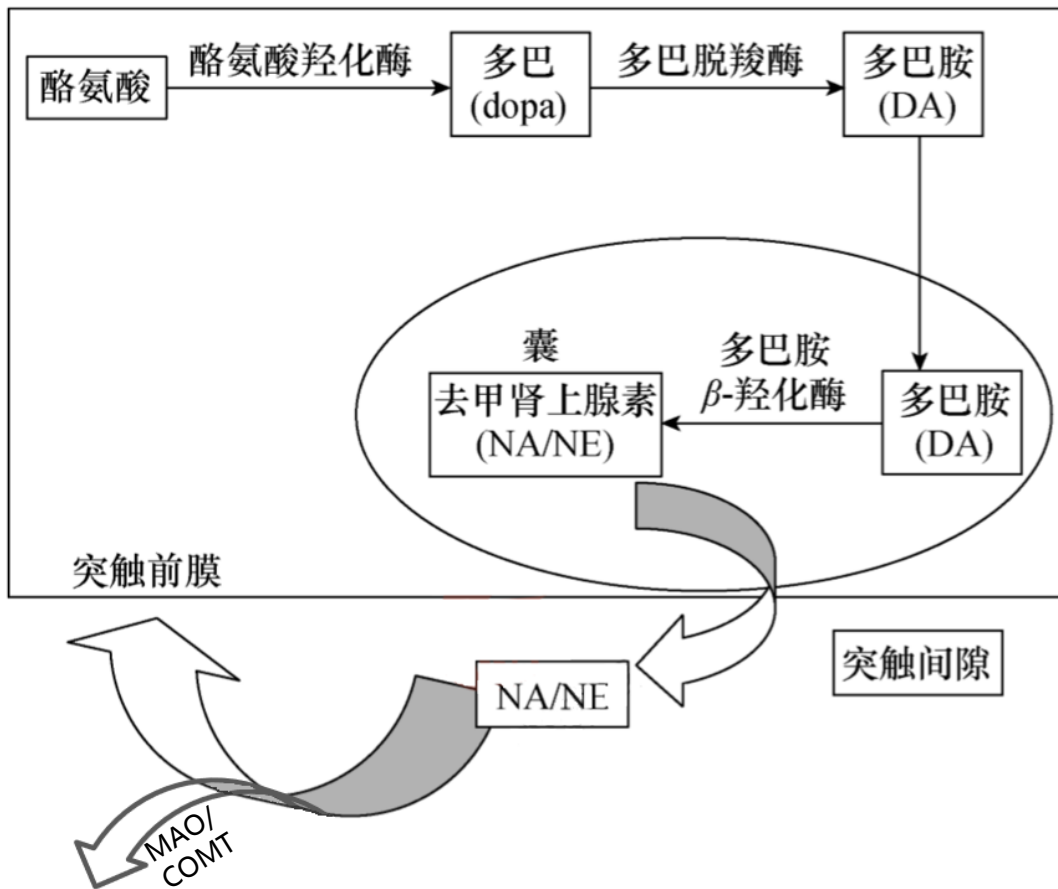 酪氨酸
酪氨酸羟化酶
多巴
(dopa)
多巴脱羧酶
多巴胺
(DA)
囊
去甲肾上腺素
(NA/NE)
多巴胺
β-羟化酶
多巴胺
(DA)
突触前膜
突触间隙
NA/NE
MAO/
COMT